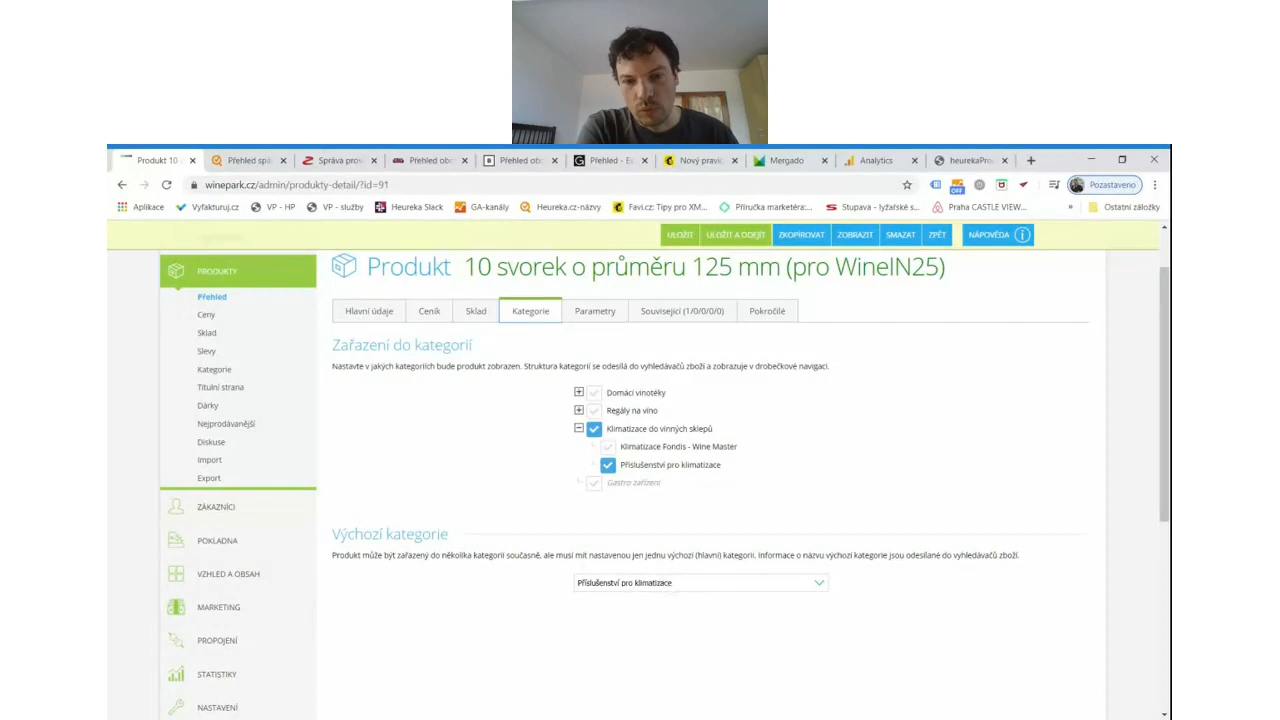 Produkt 10
Přehled spá
Správa pros
Přehled obc
Přehled obc
Přehled - Es
Nový pravic
Mergado
Analytics
heurekaPro
winepark.cz/admin/produkty-detail/?id=91
OFF
Pozastaveno
Aplikace
Vyfakturuj.cz
VP - HP
VP - služby
Heureka Slack
GA-kanály
Heureka.cz-názvy
Favi.cz: Tipy pro XM...
Příručka marketéra:...
Stupava – lyžařské s...
Praha CASTLE VIEW...
»
Ostatní záložky
ULOŽIT
ULOŽIT A ODEJÍT
ZKOPÍROVAT
ZOBRAZIT
SMAZAT
ZPĚT
NÁPOVĚDA
PRODUKTY
Přehled
Ceny
Sklad
Slevy
Kategorie
Titulní strana
Dárky
Nejprodávanější
Diskuse
Import
Export
ZÁKAZNÍCI
POKLADNA
VZHLED A OBSAH
MARKETING
PROPOJENÍ
STATISTIKY
NASTAVENÍ
Produkt 10 svorek o průměru 125 mm (pro WineIN25)
Hlavní údaje
Ceník
Sklad
Kategorie
Parametry
Související (1/0/0/0/0)
Pokročilé
Zařazení do kategorií
Nastavte v jakých kategoriích bude produkt zobrazen. Struktura kategorií se odesílá do vyhledávačů zboží a zobrazuje v drobečkové navigaci.
Domácí vinotéky
Regály na víno
Klimatizace do vinných sklepů
Klimatizace Fondis - Wine Master
Příslušenství pro klimatizace
Gastro zařízení
Výchozí kategorie
Produkt může být zařazený do několika kategorií současně, ale musí mít nastavenou jen jednu výchozí (hlavní) kategorii. Informace o názvu výchozí kategorie jsou odesílané do vyhledávačů zboží.
Příslušenství pro klimatizace